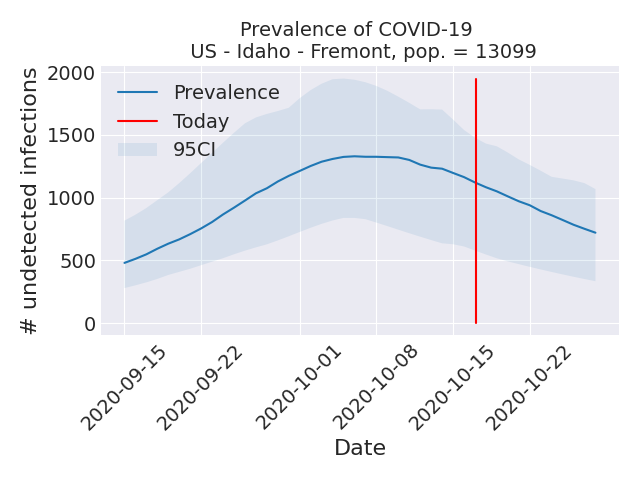 Prevalence of COVID-19
US - Idaho - Fremont, pop. = 13099
# undetected infections
2000
1500
1000
500
0
Prevalence
Today
95CI
2020-09-15
2020-09-22
2020-10-01
2020-10-08
2020-10-15
2020-10-22
Date